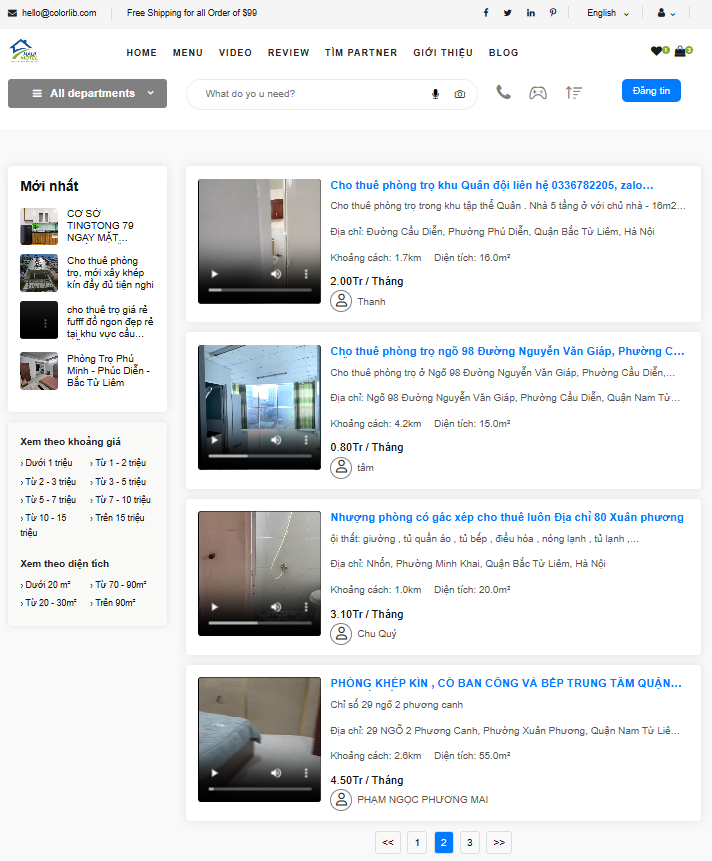 hello@colorlib.com
Free Shipping for all Order of $99
English
HAUI
MOTEL
HOME MENU VIDEO REVIEW TÌM PARTNER GIỚI THIỆU BLOG
1
3
All departments
What do yo u need?
Đăng tin
Mới nhất
CƠ SỞ
TINGTONG 79
NGAY MẶT...
Cho thuê phòng
trọ, mới xây khép
kín đầy đủ tiện nghi
cho thuê trọ giá rẻ
fufff đồ ngon đẹp rẻ
tại khu vực cầu...
Phòng Trọ Phú
Minh - Phúc Diễn -
Bắc Từ Liêm
Xem theo khoảng giá
› Dưới 1 triệu › Từ 1 - 2 triệu
› Từ 2 - 3 triệu › Từ 3 - 5 triệu
› Từ 5 - 7 triệu › Từ 7 - 10 triệu
› Từ 10 - 15 triệu › Trên 15 triệu
Xem theo diện tích
› Dưới 20 m² › Từ 70 - 90m²
› Từ 20 - 30m² › Trên 90m²
Cho thuê phòng trọ khu Quân đội liên hệ 0336782205, zalo...
Cho thuê phòng trọ trong khu tập thể Quân . Nhà 5 tầng ở với chủ nhà - 16m2...
Địa chỉ: Đường Cầu Diễn, Phường Phú Diễn, Quận Bắc Từ Liêm, Hà Nội
Khoảng cách: 1.7km Diện tích: 16.0m²
2.00Tr / Tháng
Thanh
Cho thuê phòng trọ ngõ 98 Đường Nguyễn Văn Giáp, Phường C...
Cho thuê phòng trọ ở Ngõ 98 Đường Nguyễn Văn Giáp, Phường Cầu Diễn,...
Địa chỉ: Ngõ 98 Đường Nguyễn Văn Giáp, Phường Cầu Diễn, Quận Nam Từ...
Khoảng cách: 4.2km Diện tích: 15.0m²
0.80Tr / Tháng
tâm
Nhượng phòng có gác xép cho thuê luôn Địa chỉ 80 Xuân phương
ội thất: giường , tủ quần áo , tủ bếp , điều hòa , nóng lạnh , tủ lạnh ,...
Địa chỉ: Nhổn, Phường Minh Khai, Quận Bắc Từ Liêm, Hà Nội
Khoảng cách: 1.0km Diện tích: 20.0m²
3.10Tr / Tháng
Chu Quý
PHÒNG KHÉP KÍN , CÓ BAN CÔNG VÀ BẾP TRUNG TÂM QUẬN...
Chỉ số 29 ngõ 2 phương canh
Địa chỉ: 29 NGÕ 2 Phương Canh, Phường Xuân Phương, Quận Nam Từ Liê...
Khoảng cách: 2.6km Diện tích: 55.0m²
4.50Tr / Tháng
PHẠM NGỌC PHƯƠNG MAI
<< 1 2 3 >>